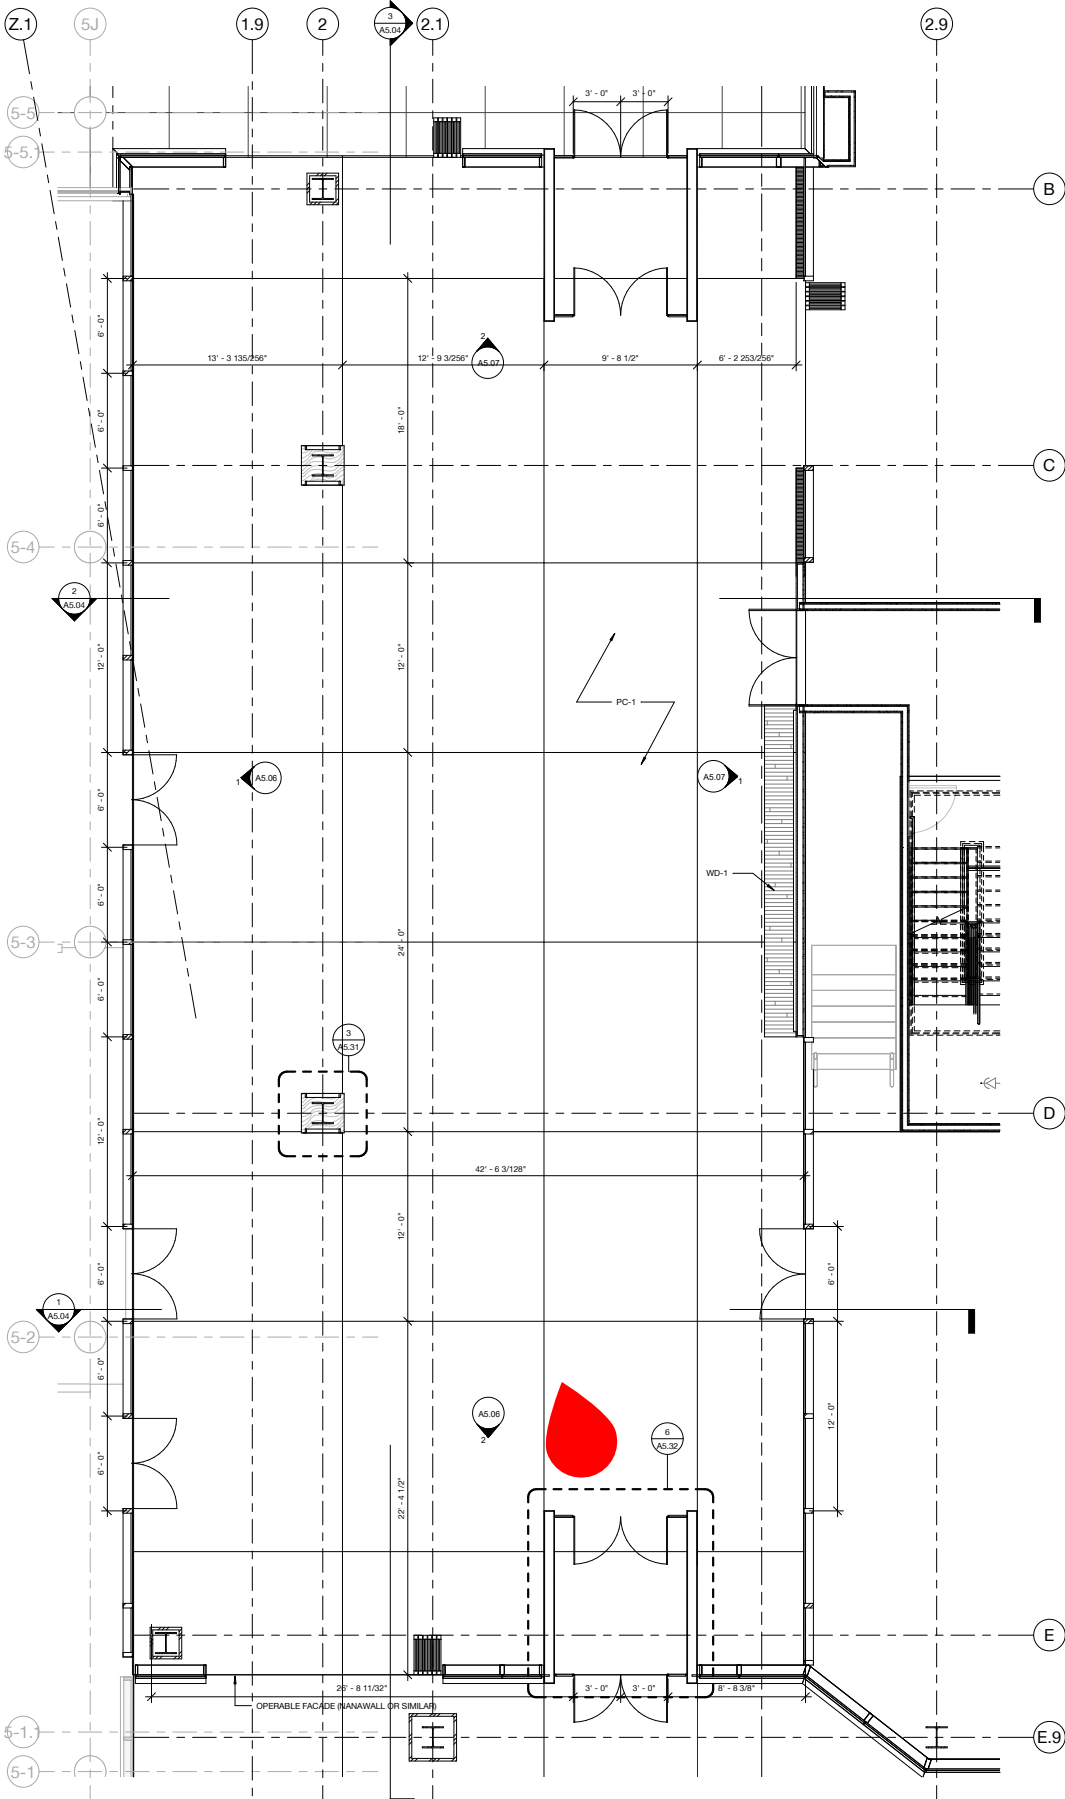 Z.1
5J
1.9
2
3
A5.04
2.1
2.9
3' - 0"
3' - 0"
5-5
5-5.1
B
6' - 0"
13' - 3 135/256"
12' - 9 3/256"
2
A5.07
9' - 8 1/2"
6' - 2 253/256"
6' - 0"
18' - 0"
C
6' - 0"
5-4
2
A5.04
12' - 0"
12' - 0"
PC-1
1
A5.06
A5.07
1
6' - 0"
WD-1
6' - 0"
5-3
24' - 0"
6' - 0"
3
A5.31
D
12' - 0"
42' - 6 3/128"
12' - 0"
6' - 0"
6' - 0"
1
A5.04
5-2
6' - 0"
A5.06
2
6
A5.32
12' - 0"
6' - 0"
22' - 4 1/2"
E
26' - 8 11/32"
3' - 0"
3' - 0"
8' - 8 3/8"
OPERABLE FACADE (NANAWALL OR SIMILAR)
5-1.1
E.9
5-1